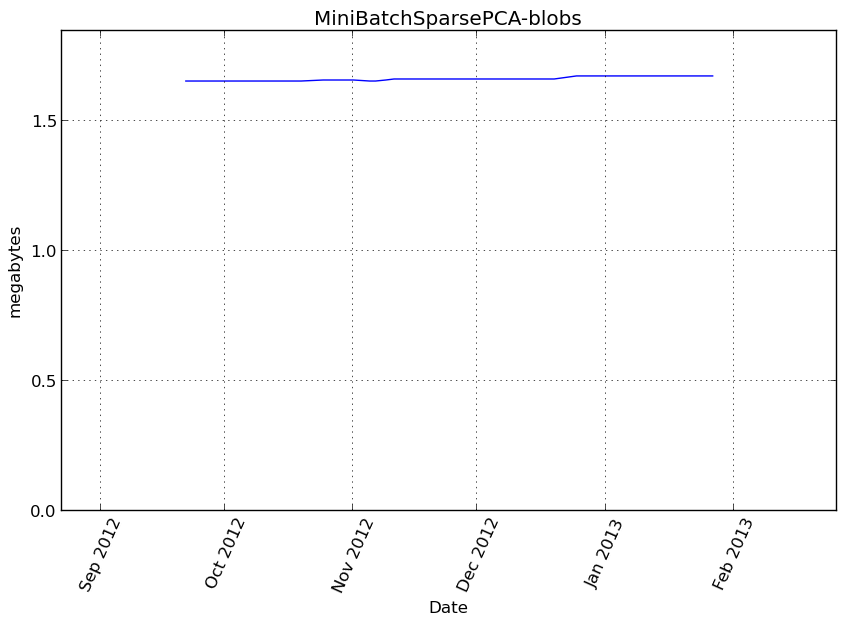 MiniBatchSparsePCA-blobs
megabytes
1.5
1.0
0.5
0.0
Sep 2012
Oct 2012
Nov 2012
Dec 2012
Jan 2013
Feb 2013
Date